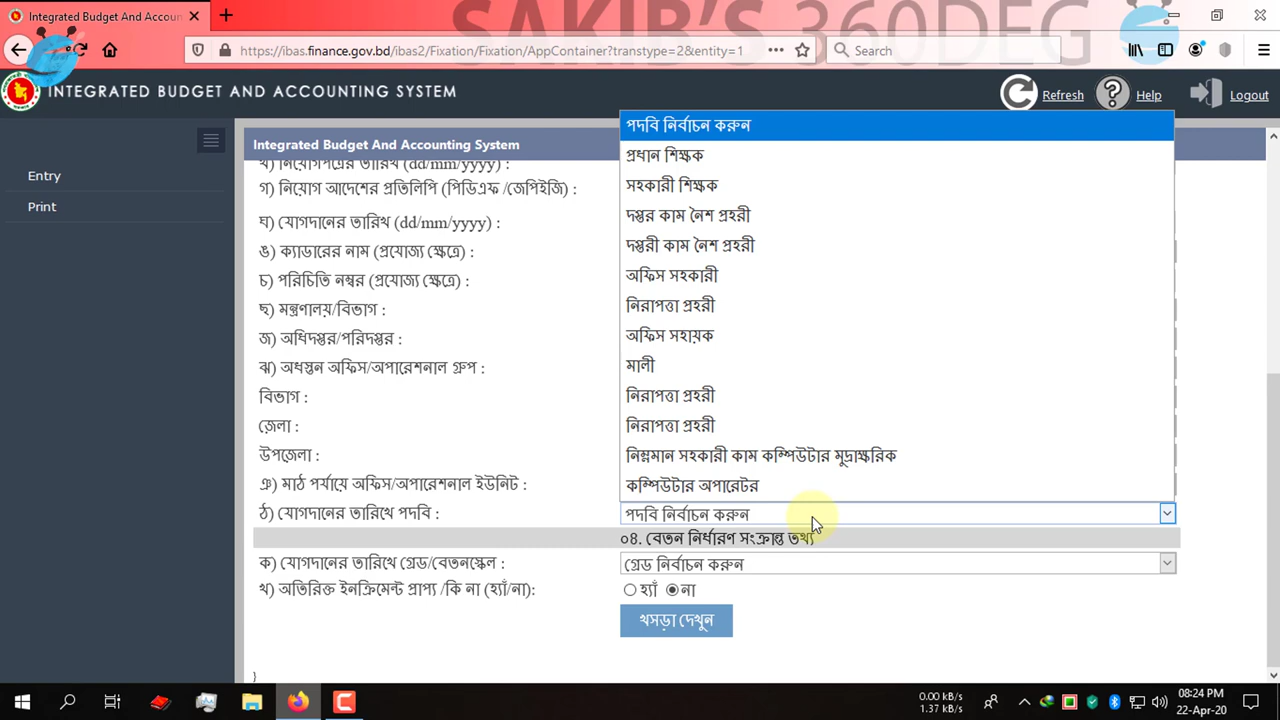 SAKIB'S 360DEG
Integrated Budget And Accoun
https://ibas.finance.gov.bd/ibas2/Fixation/Fixation/AppContainer?transtype=2&entity=1
Search
INTEGRATED BUDGET AND ACCOUNTING SYSTEM
Refresh
Help
Logout
Entry
Print
Integrated Budget And Accounting System
খ) নিয়োগপত্রের তারিখ (dd/mm/yyyy) :
গ) নিয়োগ আদেশের প্রতিলিপি (পিডিএফ /জেপিইজি) :
ঘ) যোগদানের তারিখ (dd/mm/yyyy) :
ঙ) ক্যাডারের নাম (প্রযোজ্য ক্ষেত্রে) :
চ) পরিচিতি নম্বর (প্রযোজ্য ক্ষেত্রে) :
ছ) মন্ত্রণালয়/বিভাগ :
জ) অধিদপ্তর/পরিদপ্তর :
ঝ) অধস্তন অফিস/অপারেশনাল গ্রুপ :
বিভাগ :
জেলা :
উপজেলা :
ঞ) মাঠ পর্যায়ে অফিস/অপারেশনাল ইউনিট :
ঠ) যোগদানের তারিখে পদবি :
পদবি নির্বাচন করুন
প্রধান শিক্ষক
সহকারী শিক্ষক
দপ্তর কাম নৈশ প্রহরী
দপ্তরী কাম নৈশ প্রহরী
অফিস সহকারী
নিরাপত্তা প্রহরী
অফিস সহায়ক
মালী
নিরাপত্তা প্রহরী
নিরাপত্তা প্রহরী
নিম্নমান সহকারী কাম কম্পিউটার মুদ্রাক্ষরিক
কম্পিউটার অপারেটর
পদবি নির্বাচন করুন
০৪. বেতন নির্ধারণ সংক্রান্ত তথ্য
ক) যোগদানের তারিখে গ্রেড/বেতনস্কেল :
গ্রেড নির্বাচন করুন
খ) অতিরিক্ত ইনক্রিমেন্ট প্রাপ্য /কি না (হ্যাঁ/না):
হ্যাঁ না
খসড়া দেখুন
}
0.00 kB/s
1.37 kB/s
08:24 PM
22-Apr-20